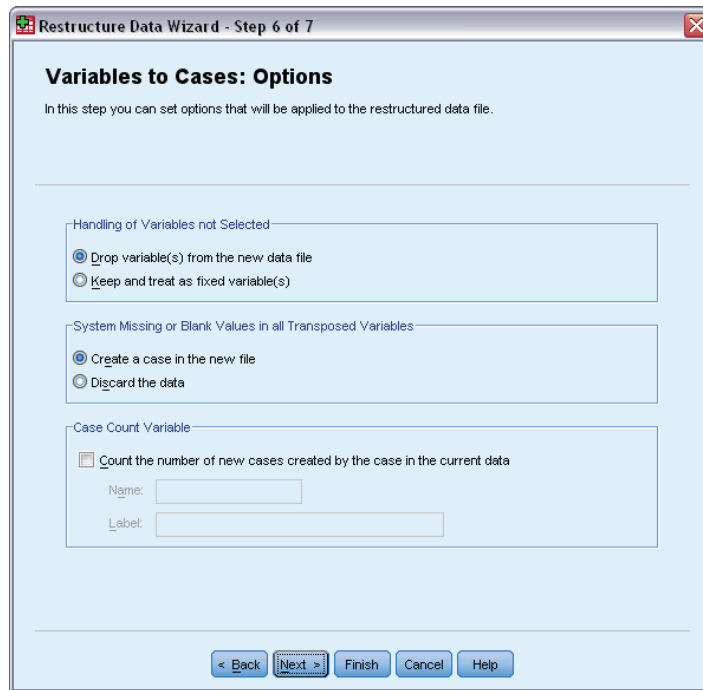 Restructure Data Wizard - Step 6 of 7
Variables to Cases: Options
In this step you can set options that will be applied to the restructured data file.
Handling of Variables not Selected
Drop variable(s) from the new data file
Keep and treat as fixed variable(s)
System Missing or Blank Values in all Transposed Variables
Create a case in the new file
Discard the data
Case Count Variable
Count the number of new cases created by the case in the current data
Name:
Label:
< Back Next > Finish Cancel Help